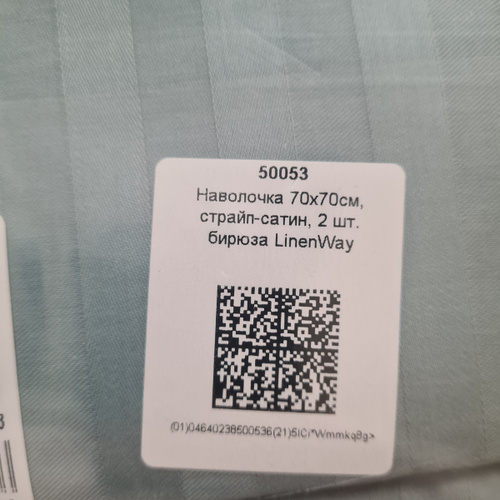 50053
Наволочка 70х70см,
страйп-сатин, 2 шт.
бирюза LinenWay
(01)04640238500536(21)5lCi*Wmmkq8g>